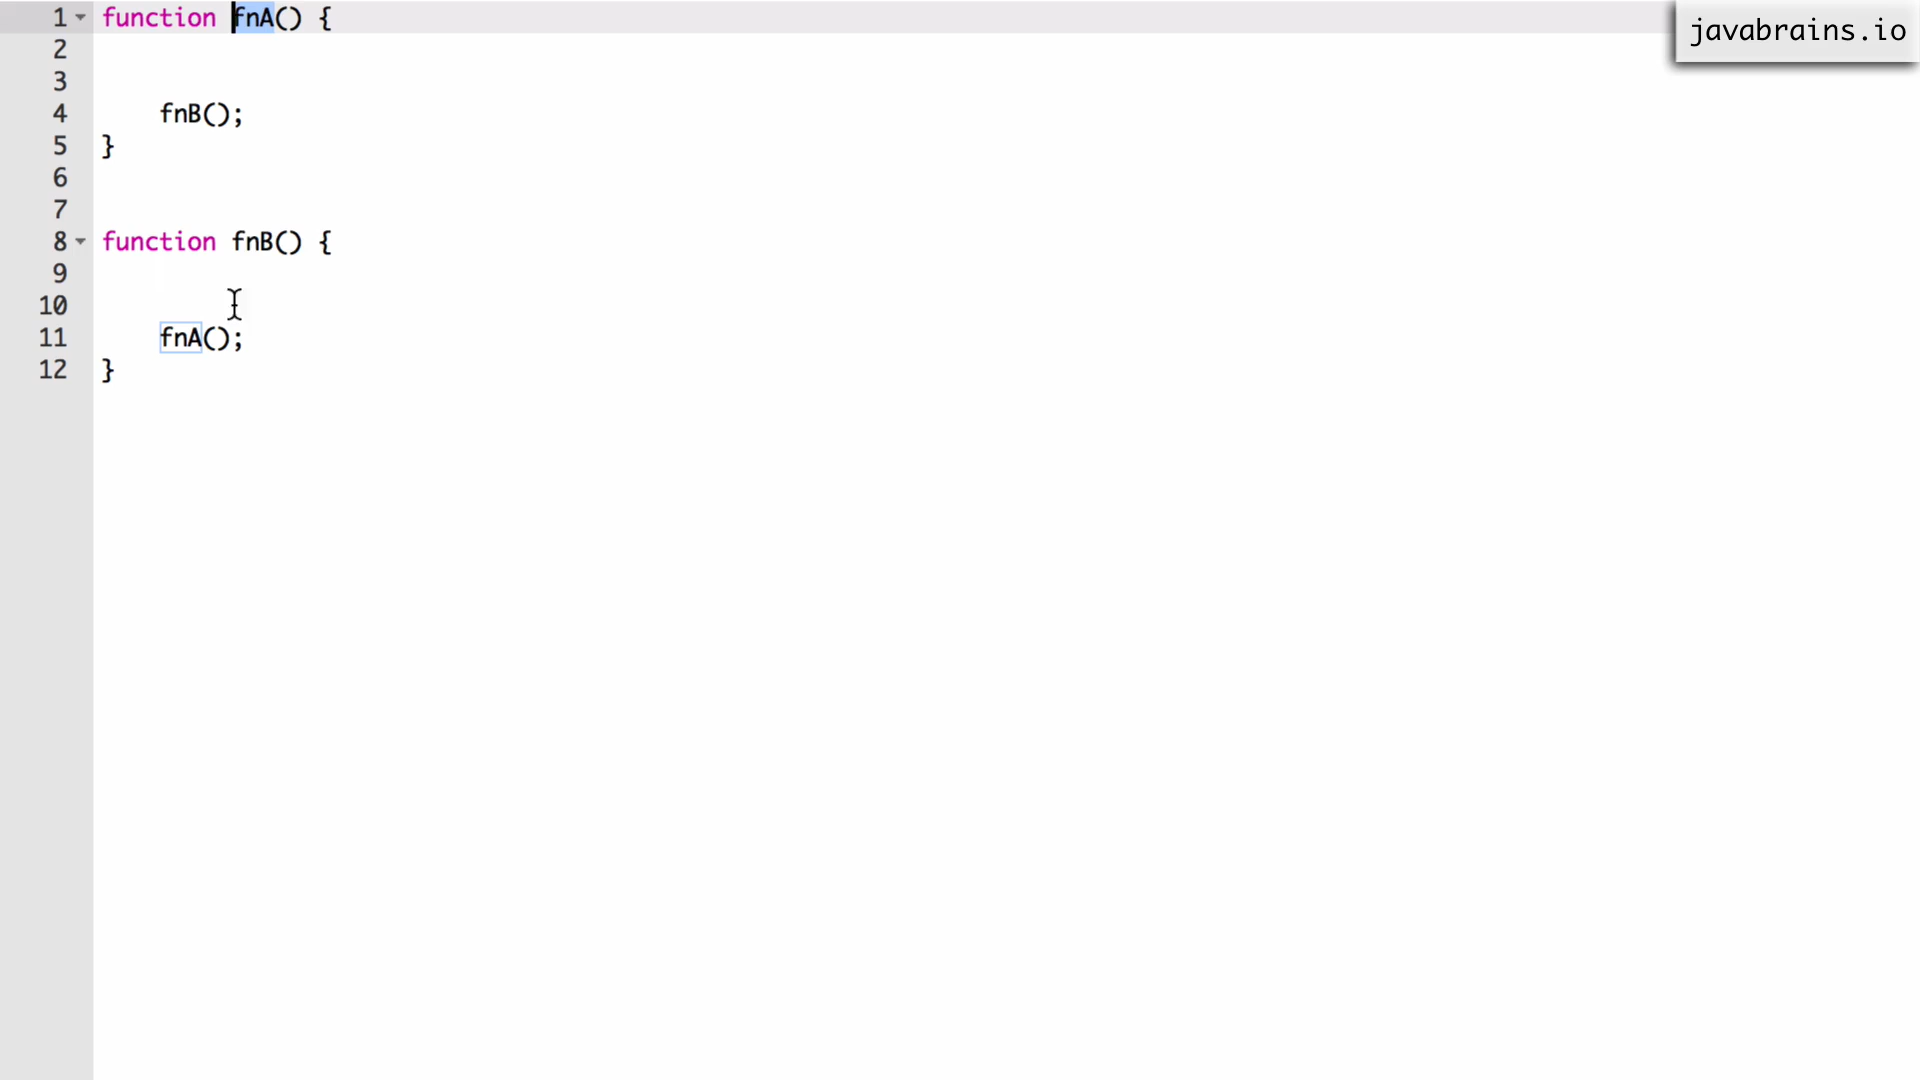 javabrains.io
1 function fnA() {
2
3
4     fnB();
5 }
6
7
8 function fnB() {
9
10
11     fnA();
12 }